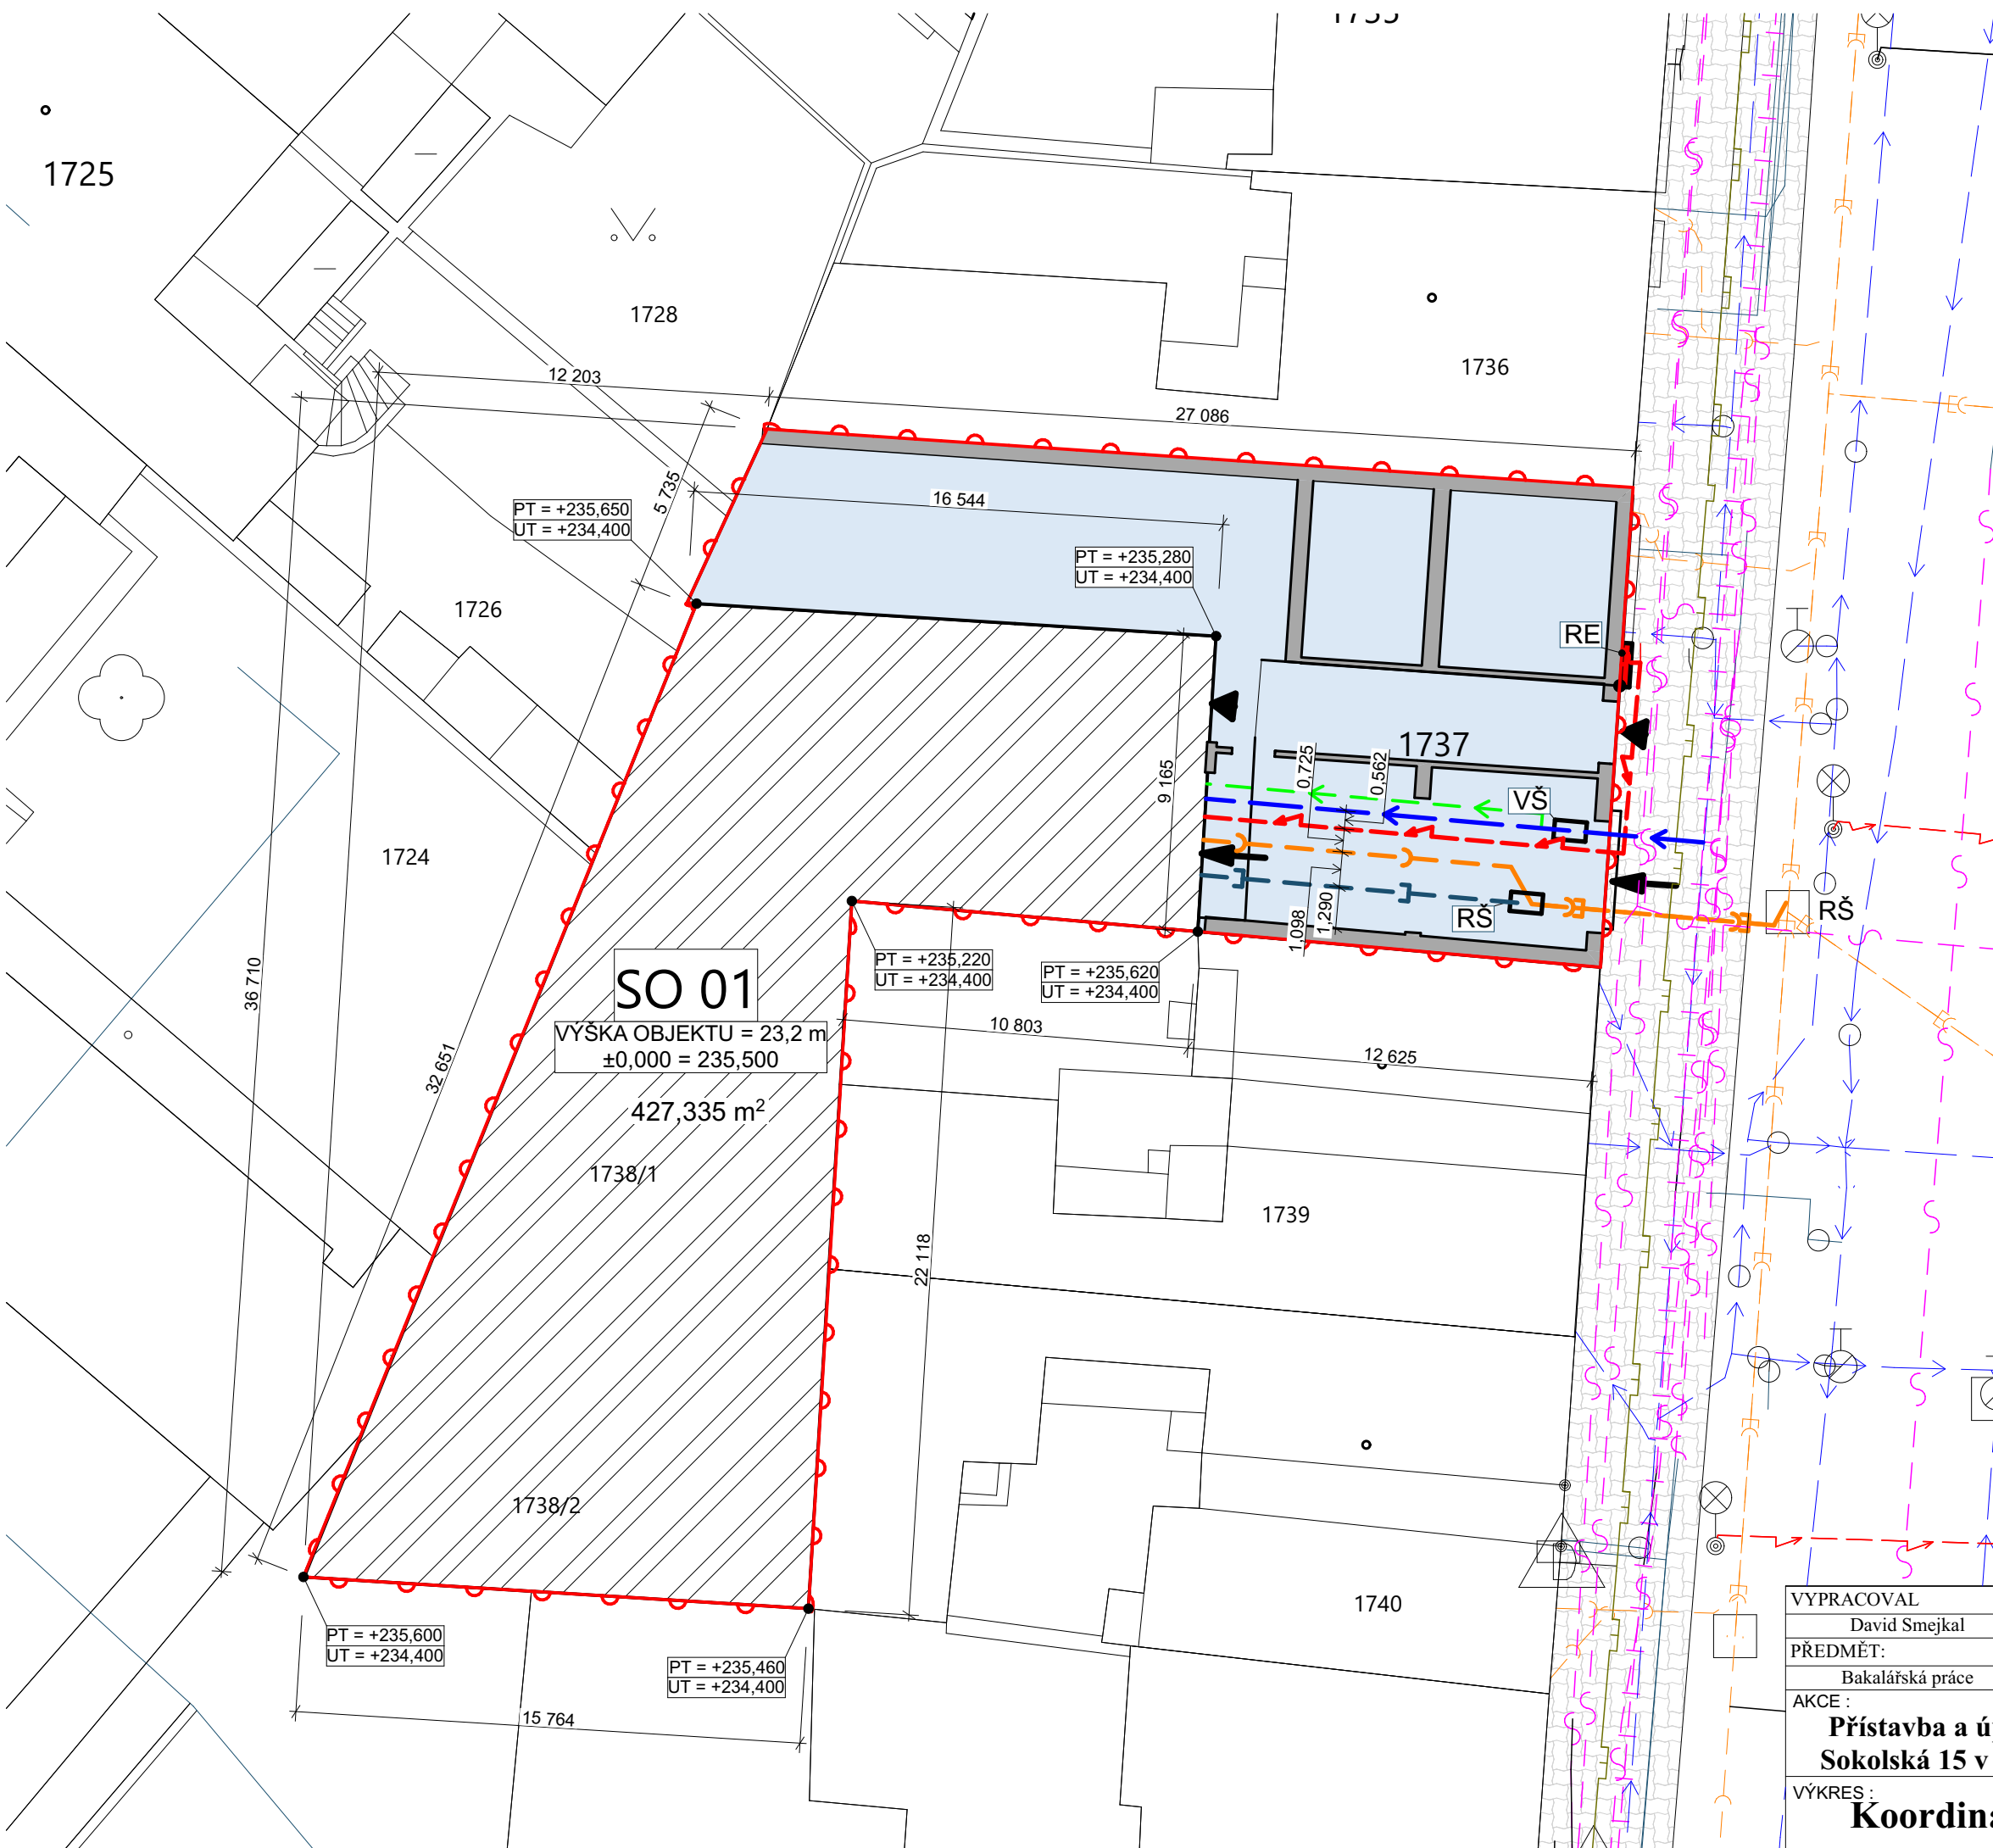 1725
1728
1736
12 203
27 086
5 735
16 544
PT = +235,650
UT = +234,400
PT = +235,280
UT = +234,400
1726
RE
1737
0,725
0,562
9 165
VŠ
1724
RŠ
RŠ
1,098
1,290
PT = +235,220
UT = +234,400
PT = +235,620
UT = +234,400
36 710
SO 01
VÝŠKA OBJEKTU = 23,2 m
±0,000 = 235,500
10 803
12 625
32 651
427,335 m²
1738/1
1739
22 118
1738/2
1740
PT = +235,600
UT = +234,400
PT = +235,460
UT = +234,400
15 764
VYPRACOVAL
David Smejkal
PŘEDMĚT:
Bakalářská práce
AKCE :
Přístavba a
Sokolská 15 v
VÝKRES :